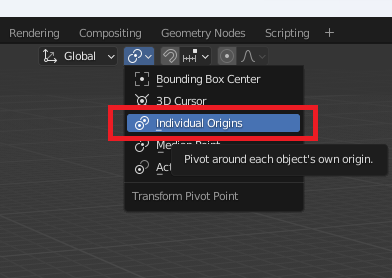 Rendering Compositing Geometry Nodes Scripting +
Global
Bounding Box Center
3D Cursor
Individual Origins
Median Point
Act
Pivot around each object's own origin.
Transform Pivot Point